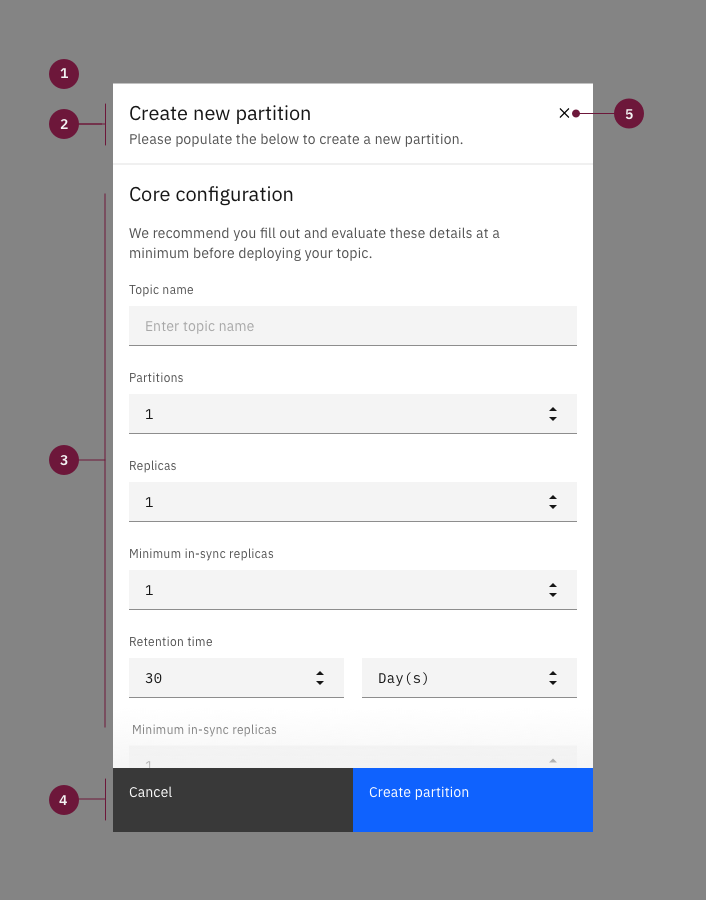 1
2
Create new partition
Please populate the below to create a new partition.
5
Core configuration
We recommend you fill out and evaluate these details at a
minimum before deploying your topic.
Topic name
Enter topic name
Partitions
1
Replicas
1
3
Minimum in-sync replicas
1
Retention time
30
Day(s)
Minimum in-sync replicas
1
4
Cancel
Create partition